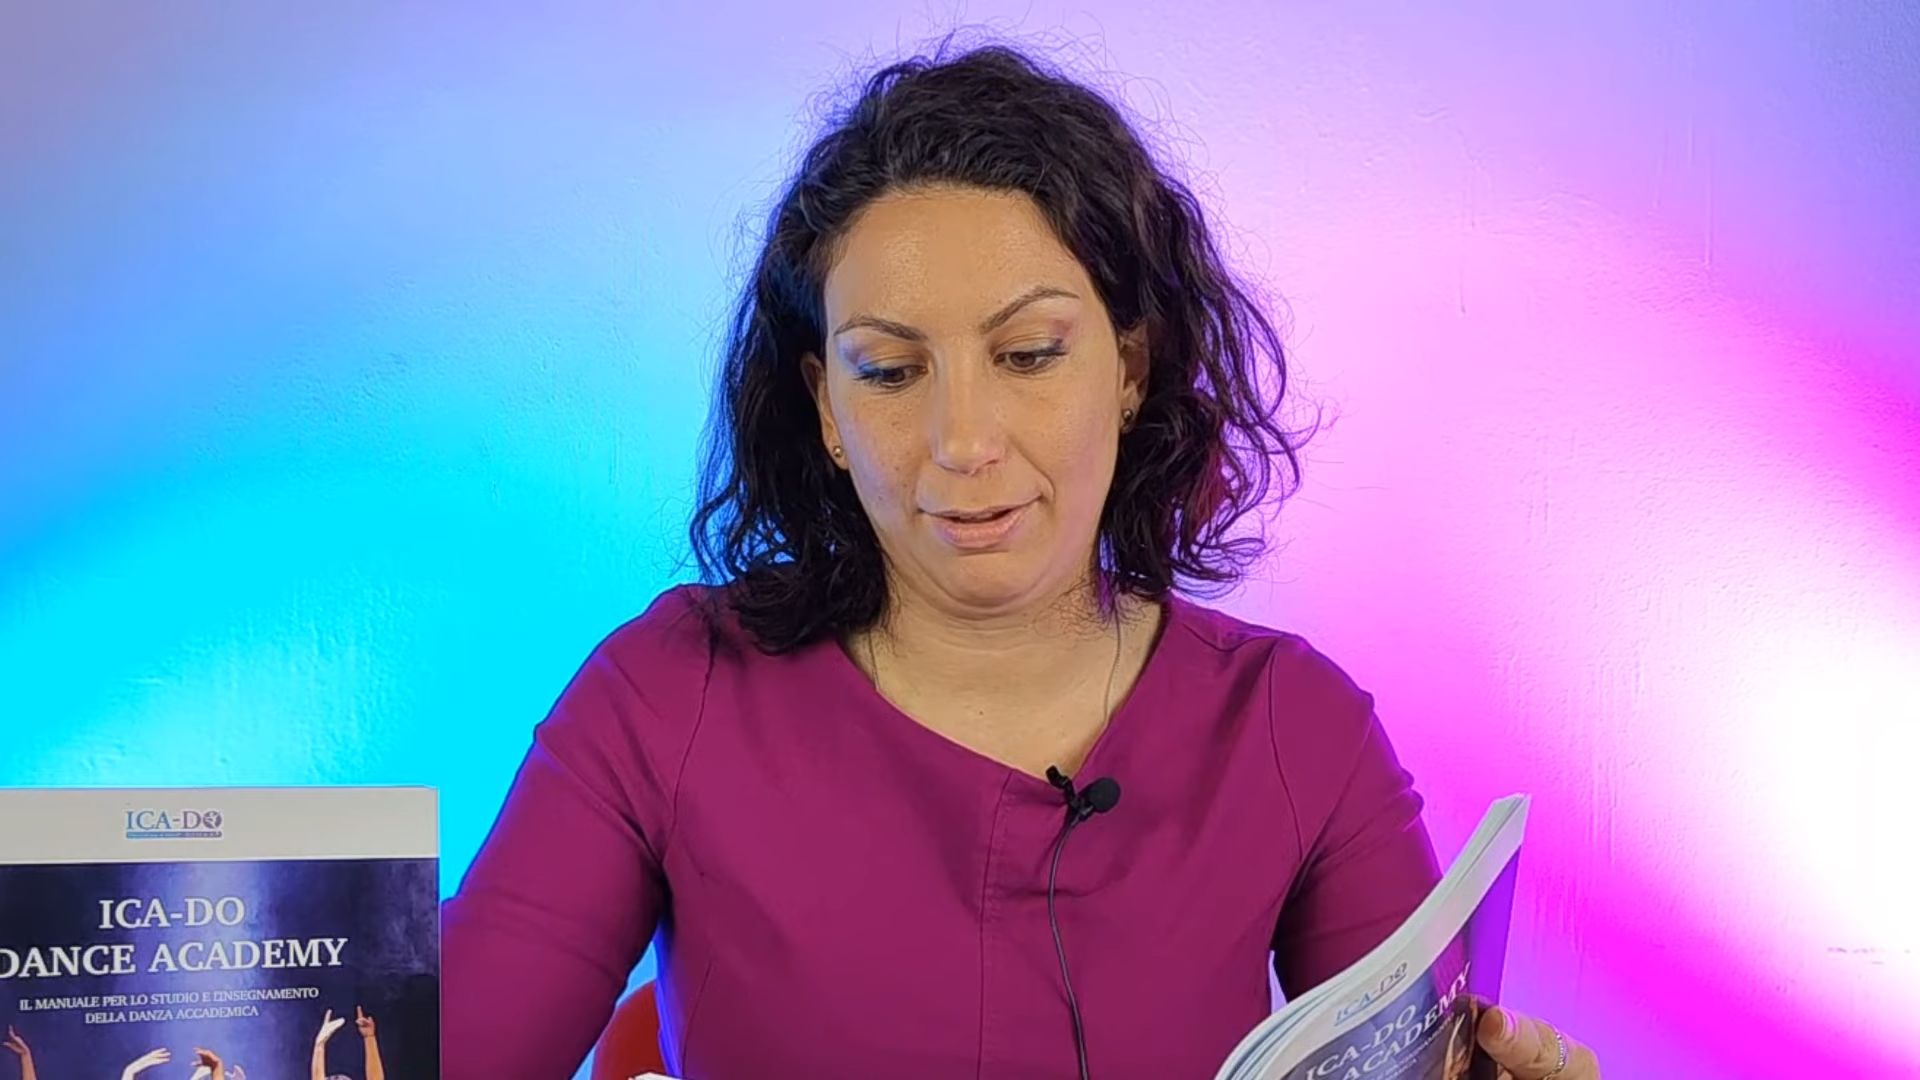 ICA-DO
ICA-DO
DANCE ACADEMY
IL MANUALE PER LO STUDIO E L'INSEGNAMENTO
DELLA DANZA ACCADEMICA
ICA-DO
ICA-DO
ACADEMY